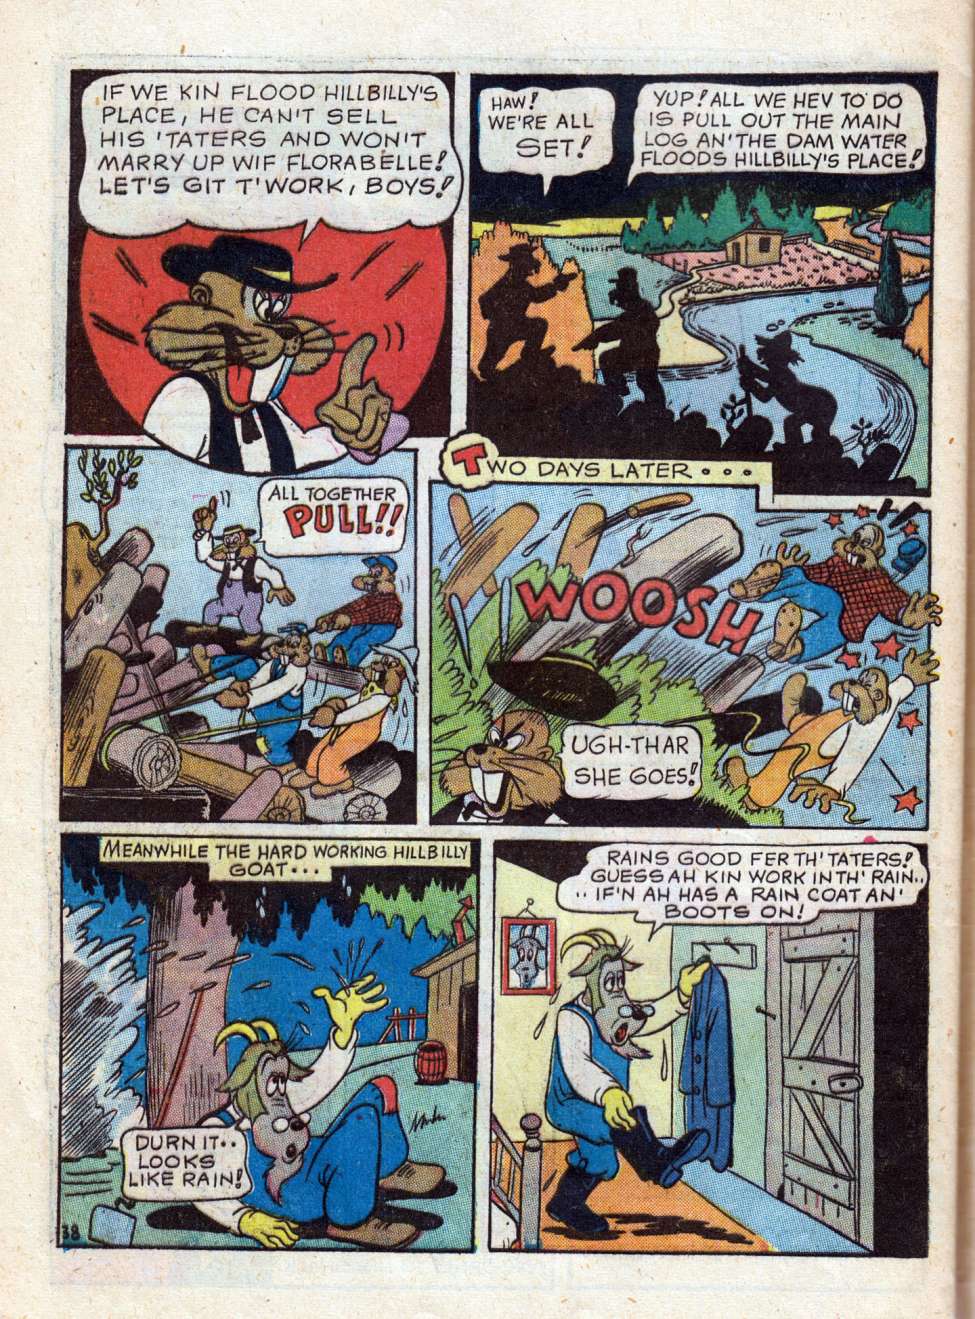 IF WE KIN FLOOD HILLBILLY'S
PLACE, HE CAN'T SELL
HIS 'TATERS AND WON'T
MARRY UP WIF FLORABELLE!
LET'S GIT T'WORK, BOYS!
HAW!
WE'RE ALL
SET!
YUP! ALL WE HEV TO DO
IS PULL OUT THE MAIN
LOG AN' THE DAM WATER
FLOODS HILLBILLY'S PLACE!
ALL TOGETHER
PULL!!
TWO DAYS LATER...
WOOSH
UGH-THAR
SHE GOES!
MEANWHILE THE HARD WORKING HILLBILLY
GOAT...
DURN IT..
LOOKS
LIKE RAIN!
RAINS GOOD FER TH' TATERS!
GUESS AH KIN WORK IN TH' RAIN..
.. IF'N AH HAS A RAIN COAT AN'
BOOTS ON!
38